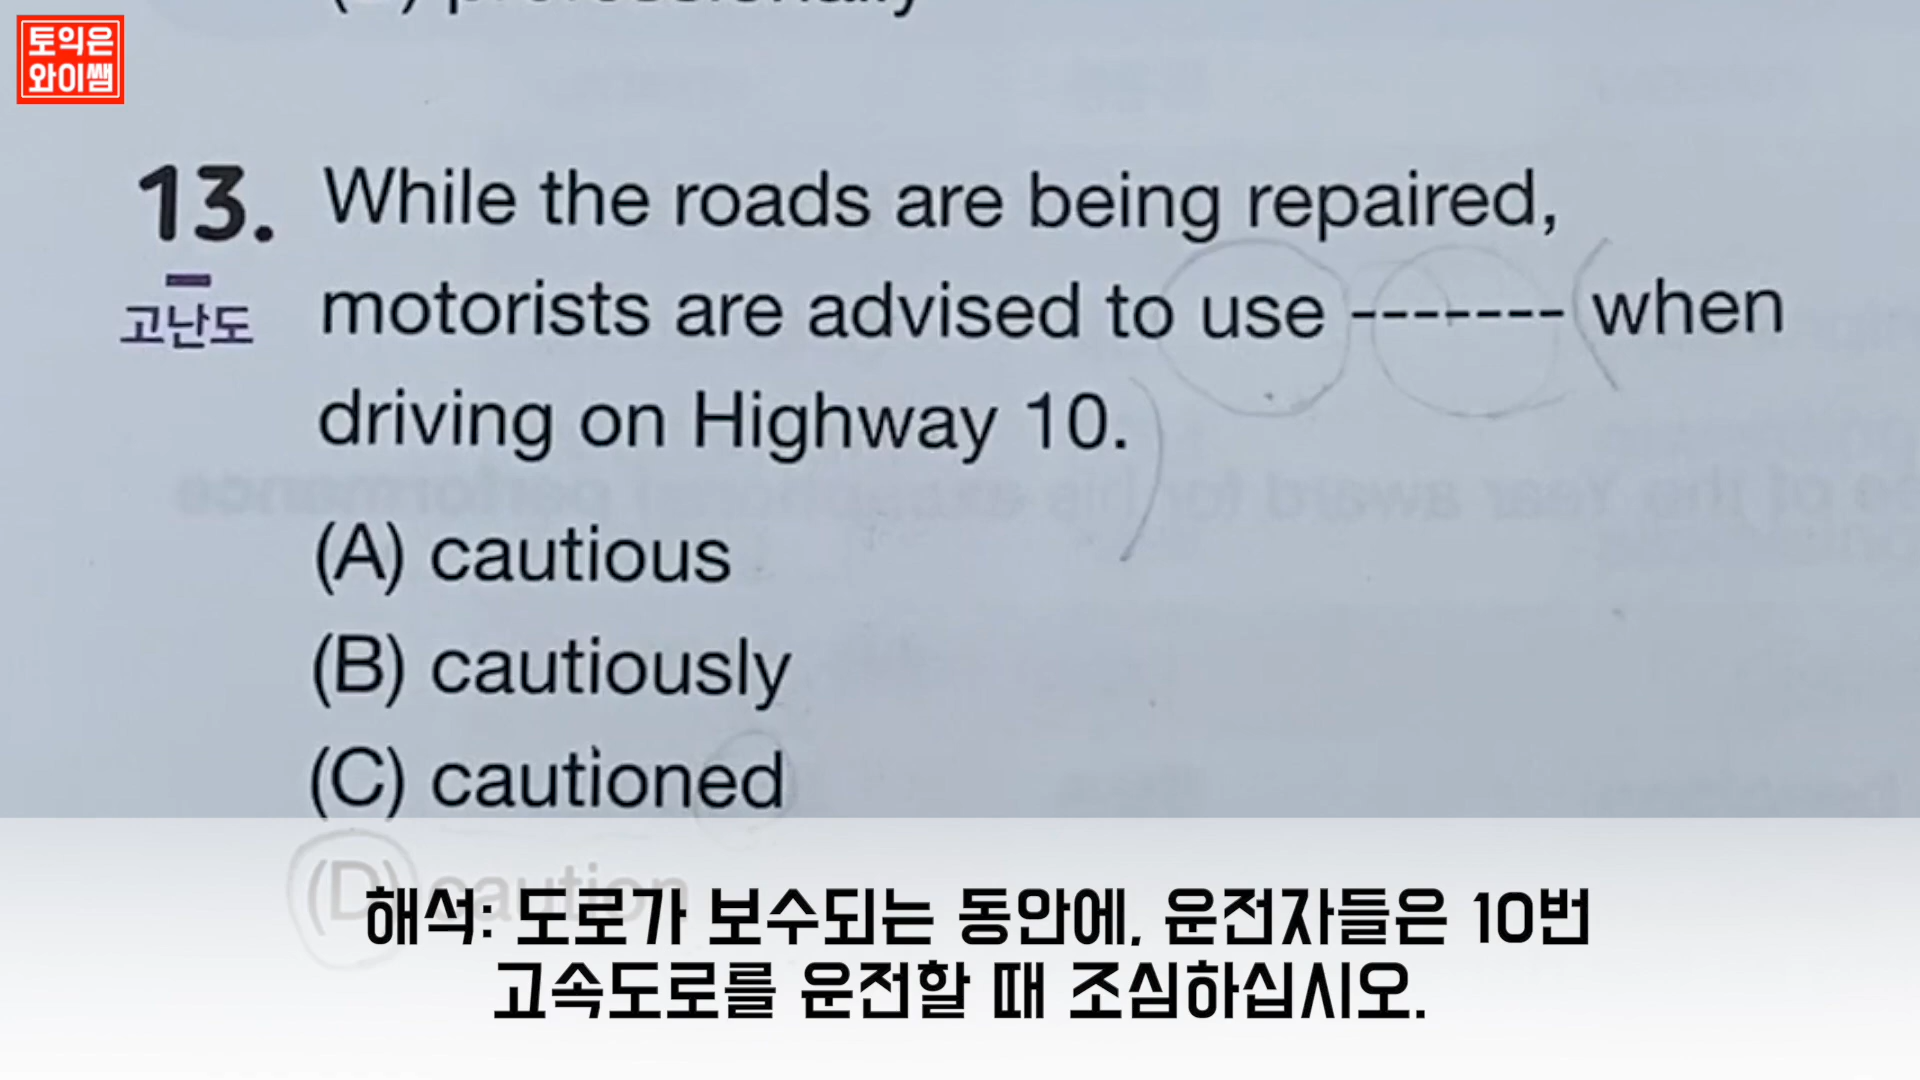 토익은
와이쌤
13. While the roads are being repaired,
고난도
motorists are advised to use ------- when
driving on Highway 10.
(A) cautious
(B) cautiously
(C) cautioned
(D) caution
해석: 도로가 보수되는 동안에, 운전자들은 10번
고속도로를 운전할 때 조심하십시오.